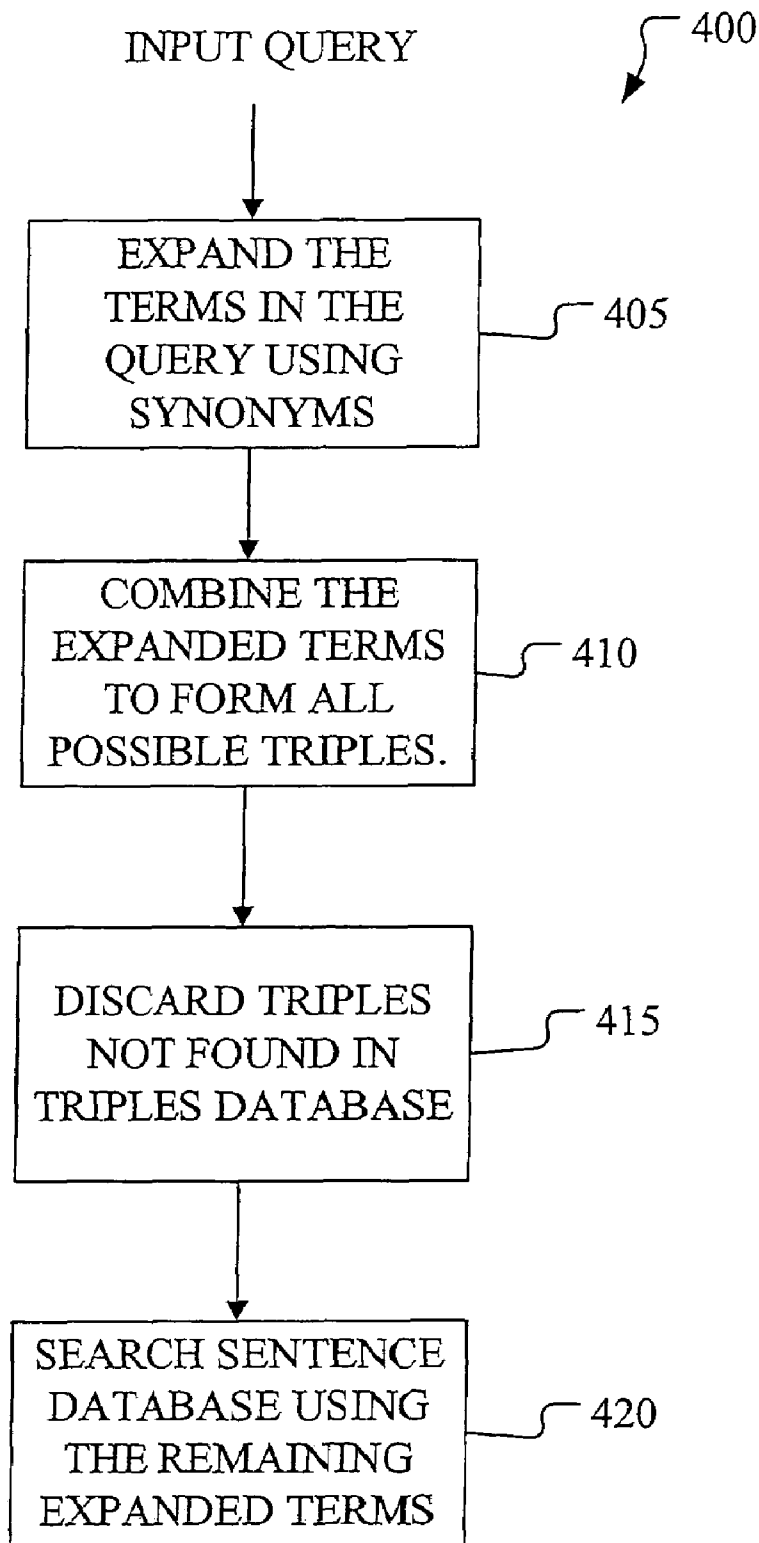 INPUT QUERY
400
EXPAND THE
TERMS IN THE
QUERY USING
SYNONYMS
405
COMBINE THE
EXPANDED TERMS
TO FORM ALL
POSSIBLE TRIPLES.
410
DISCARD TRIPLES
NOT FOUND IN
TRIPLES DATABASE
415
SEARCH SENTENCE
DATABASE USING
THE REMAINING
EXPANDED TERMS
420